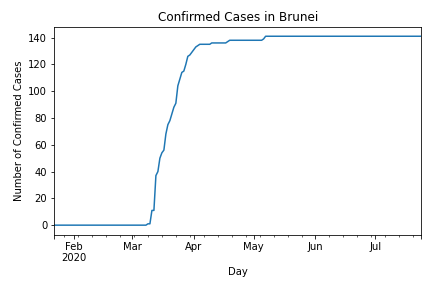 Confirmed Cases in Brunei
Number of Confirmed Cases
140
120
100
80
60
40
20
0
Feb
2020
Mar
Apr
May
Jun
Jul
Day